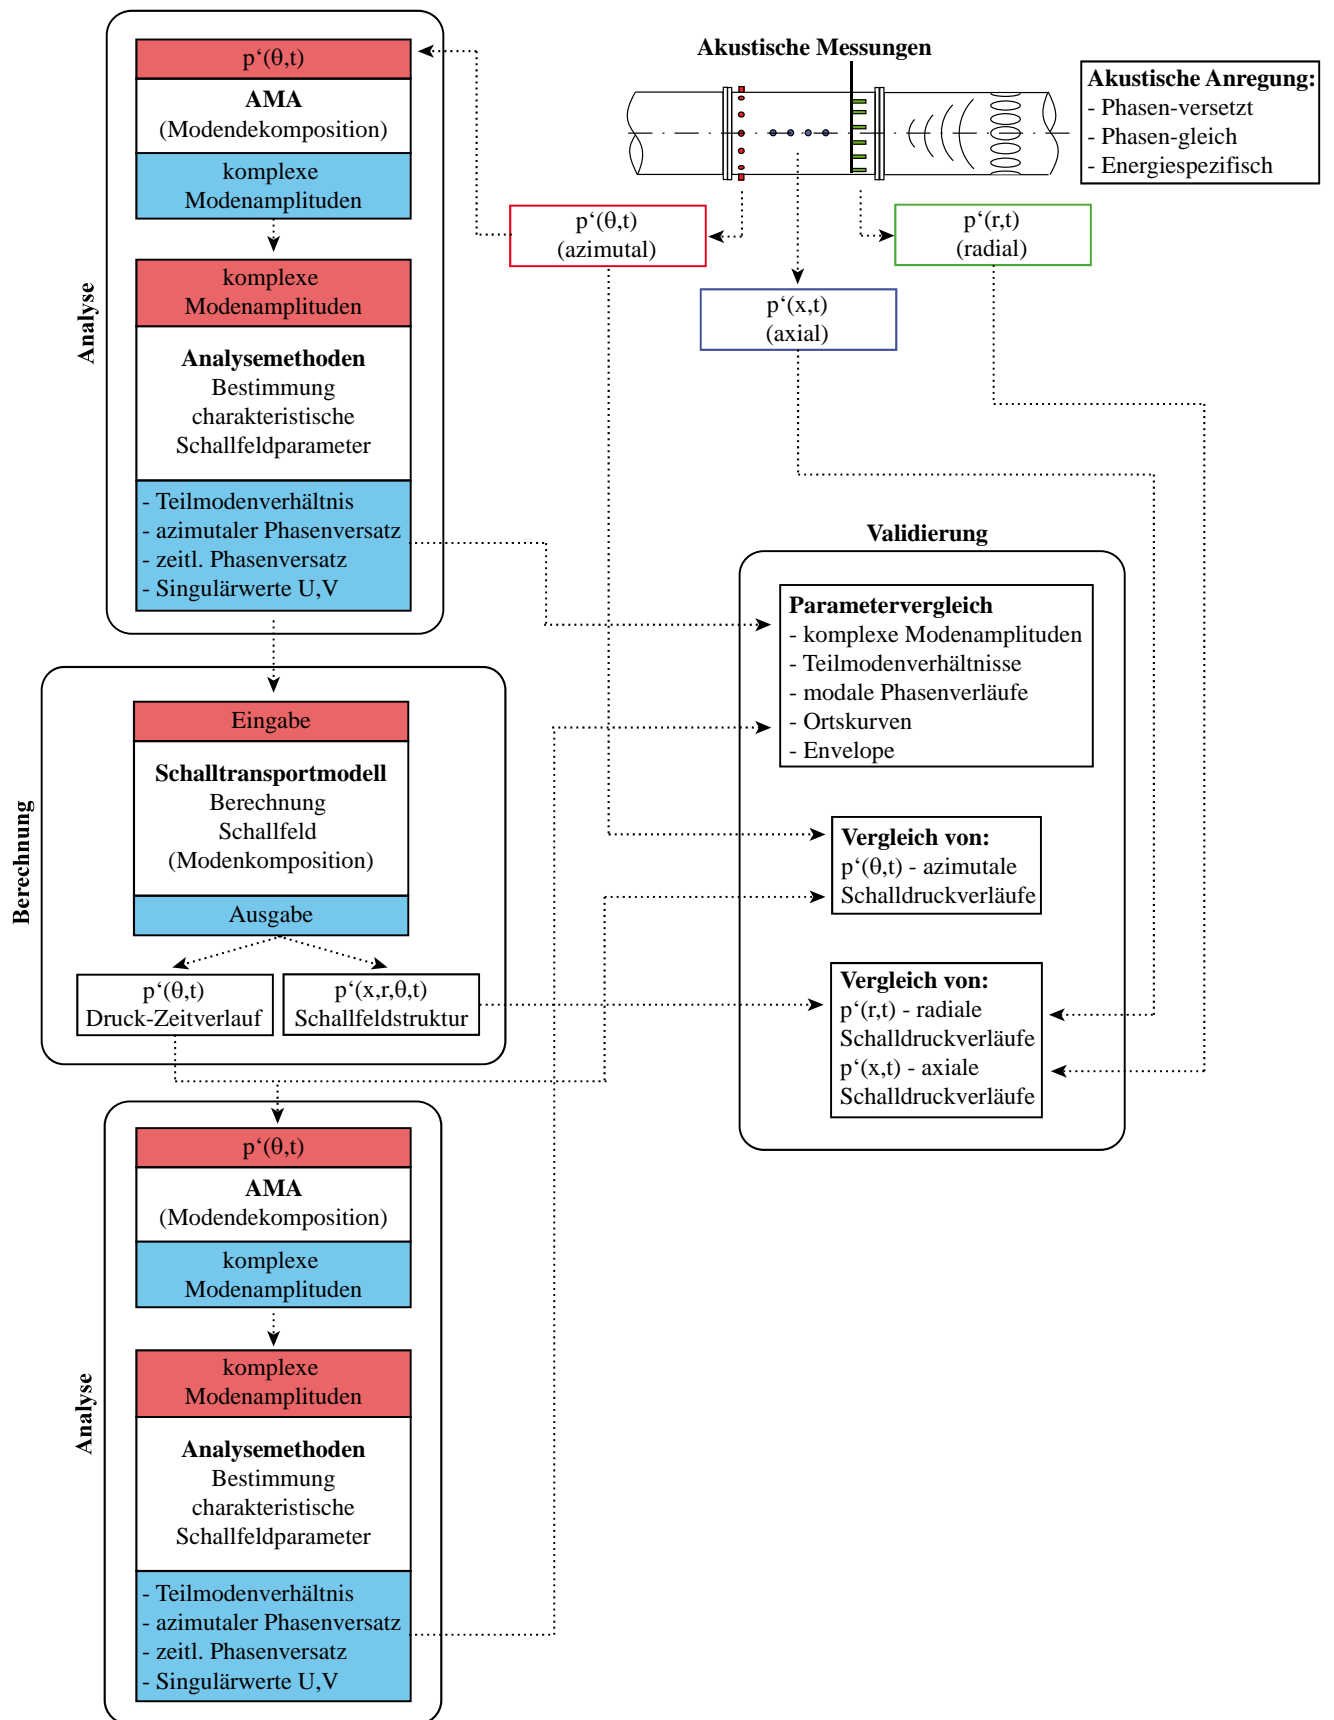 Akustische Messungen
Akustische Anregung:
- Phasen-versetzt
- Phasen-gleich
- Energiespezifisch
p‘(θ,t)
(azimutal)
p‘(x,t)
(axial)
p‘(r,t)
(radial)
Analyse
p‘(θ,t)
AMA
(Modendekomposition)
komplexe
Modenamplituden
komplexe
Modenamplituden
Analysemethoden
Bestimmung
charakteristische
Schallfeldparameter
- Teilmodenverhältnis
- azimutaler Phasenversatz
- zeitl. Phasenversatz
- Singulärwerte U,V
Berechnung
Eingabe
Schalltransportmodell
Berechnung
Schallfeld
(Modenkomposition)
Ausgabe
p‘(θ,t)
Druck-Zeitverlauf
p‘(x,r,θ,t)
Schallfeldstruktur
Analyse
p‘(θ,t)
AMA
(Modendekomposition)
komplexe
Modenamplituden
komplexe
Modenamplituden
Analysemethoden
Bestimmung
charakteristische
Schallfeldparameter
- Teilmodenverhältnis
- azimutaler Phasenversatz
- zeitl. Phasenversatz
- Singulärwerte U,V
Validierung
Parametervergleich
- komplexe Modenamplituden
- Teilmodenverhältnisse
- modale Phasenverläufe
- Ortskurven
- Envelope
Vergleich von:
p‘(θ,t) - azimutale
Schalldruckverläufe
Vergleich von:
p‘(r,t) - radiale
Schalldruckverläufe
p‘(x,t) - axiale
Schalldruckverläufe